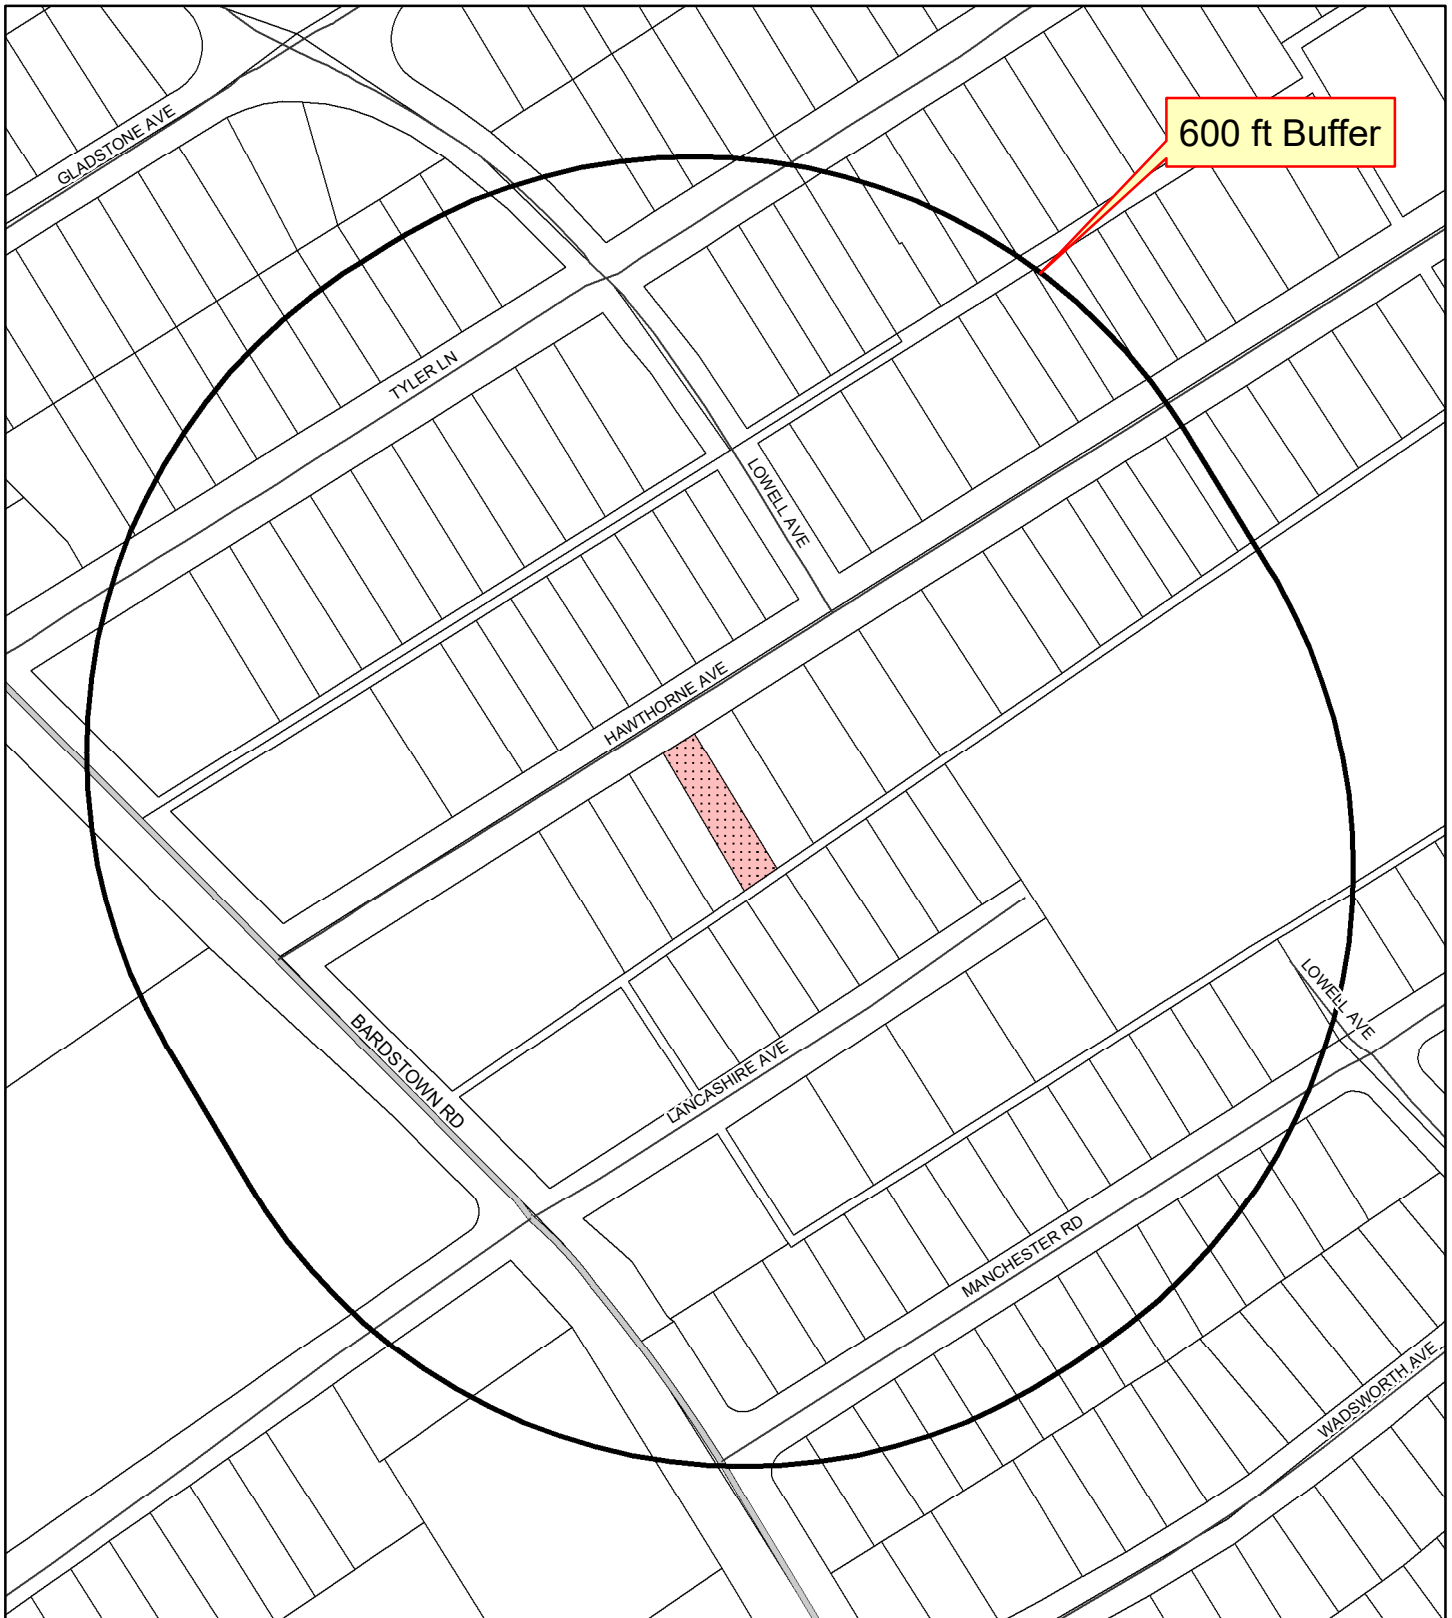 GLADSTONE AVE
600 ft Buffer
TYLER LN
LOWELL AVE
HAWTHORNE AVE
LOWELL AVE
BARDSTOWN RD
LANCASHIRE AVE
MANCHESTER RD
WADSWORTH AVE